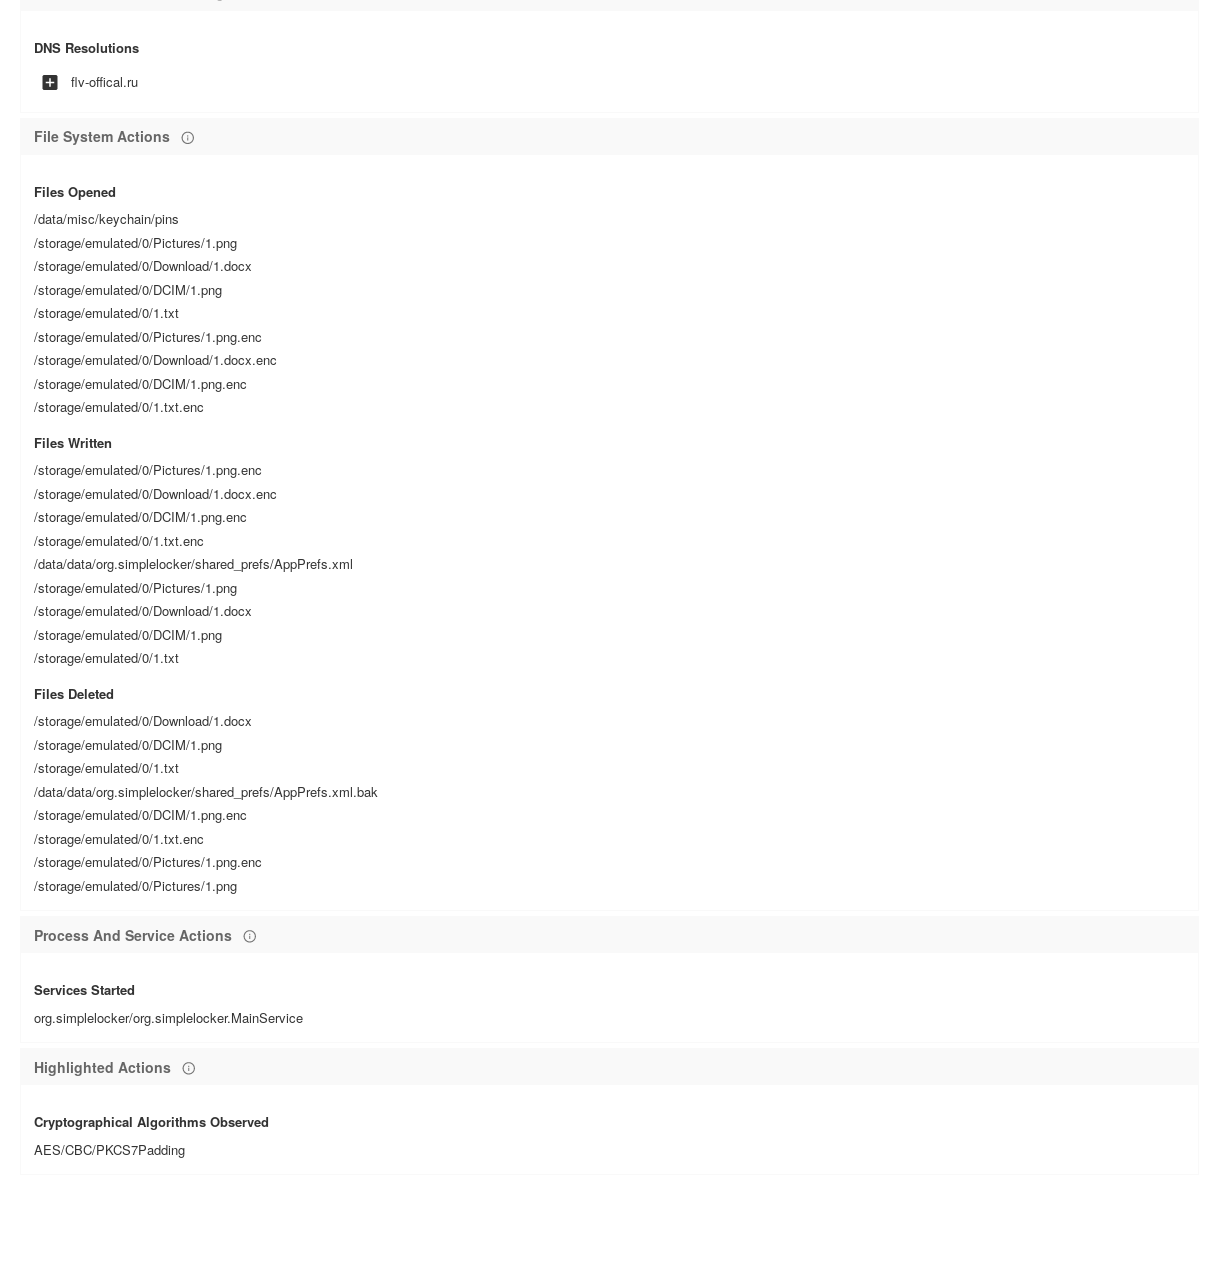 DNS Resolutions
flv-offical.ru
File System Actions
Files Opened
/data/misc/keychain/pins
/storage/emulated/0/Pictures/1.png
/storage/emulated/0/Download/1.docx
/storage/emulated/0/DCIM/1.png
/storage/emulated/0/1.txt
/storage/emulated/0/Pictures/1.png.enc
/storage/emulated/0/Download/1.docx.enc
/storage/emulated/0/DCIM/1.png.enc
/storage/emulated/0/1.txt.enc
Files Written
/storage/emulated/0/Pictures/1.png.enc
/storage/emulated/0/Download/1.docx.enc
/storage/emulated/0/DCIM/1.png.enc
/storage/emulated/0/1.txt.enc
/data/data/org.simplelocker/shared_prefs/AppPrefs.xml
/storage/emulated/0/Pictures/1.png
/storage/emulated/0/Download/1.docx
/storage/emulated/0/DCIM/1.png
/storage/emulated/0/1.txt
Files Deleted
/storage/emulated/0/Download/1.docx
/storage/emulated/0/DCIM/1.png
/storage/emulated/0/1.txt
/data/data/org.simplelocker/shared_prefs/AppPrefs.xml.bak
/storage/emulated/0/DCIM/1.png.enc
/storage/emulated/0/1.txt.enc
/storage/emulated/0/Pictures/1.png.enc
/storage/emulated/0/Pictures/1.png
Process And Service Actions
Services Started
org.simplelocker/org.simplelocker.MainService
Highlighted Actions
Cryptographical Algorithms Observed
AES/CBC/PKCS7Padding